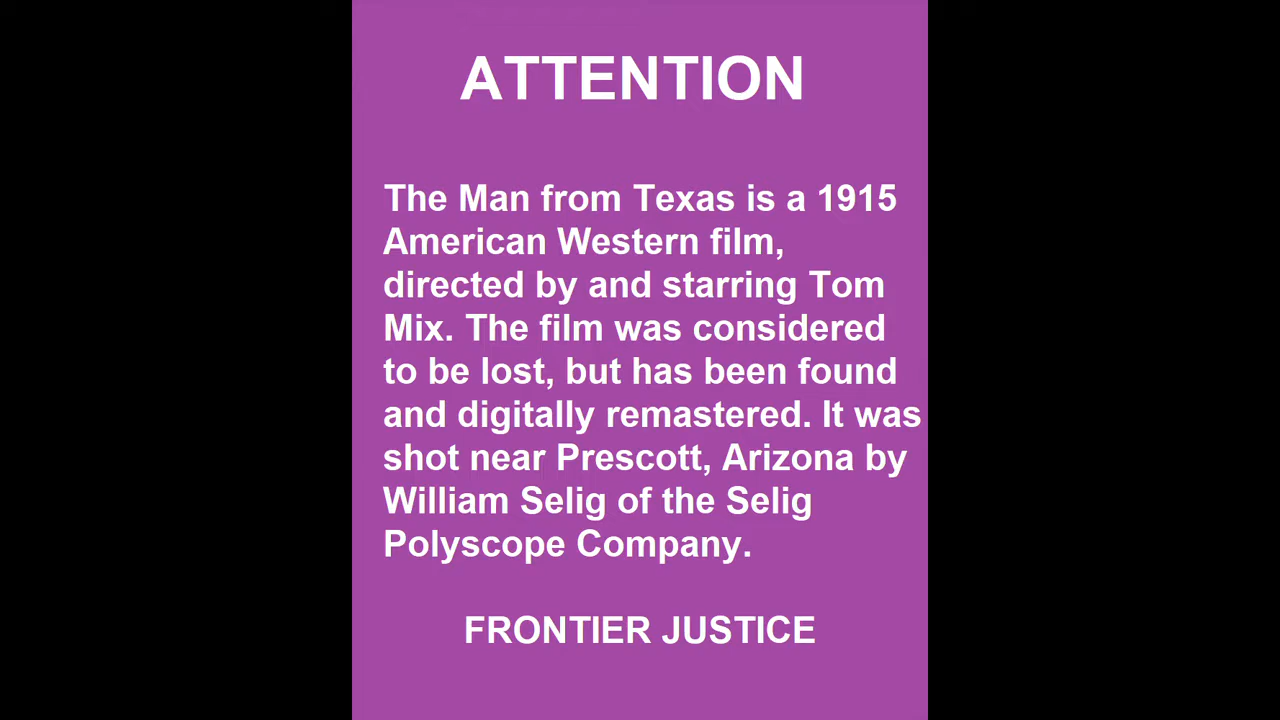 ATTENTION
The Man from Texas is a 1915
American Western film,
directed by and starring Tom
Mix. The film was considered
to be lost, but has been found
and digitally remastered. It was
shot near Prescott, Arizona by
William Selig of the Selig
Polyscope Company.
FRONTIER JUSTICE